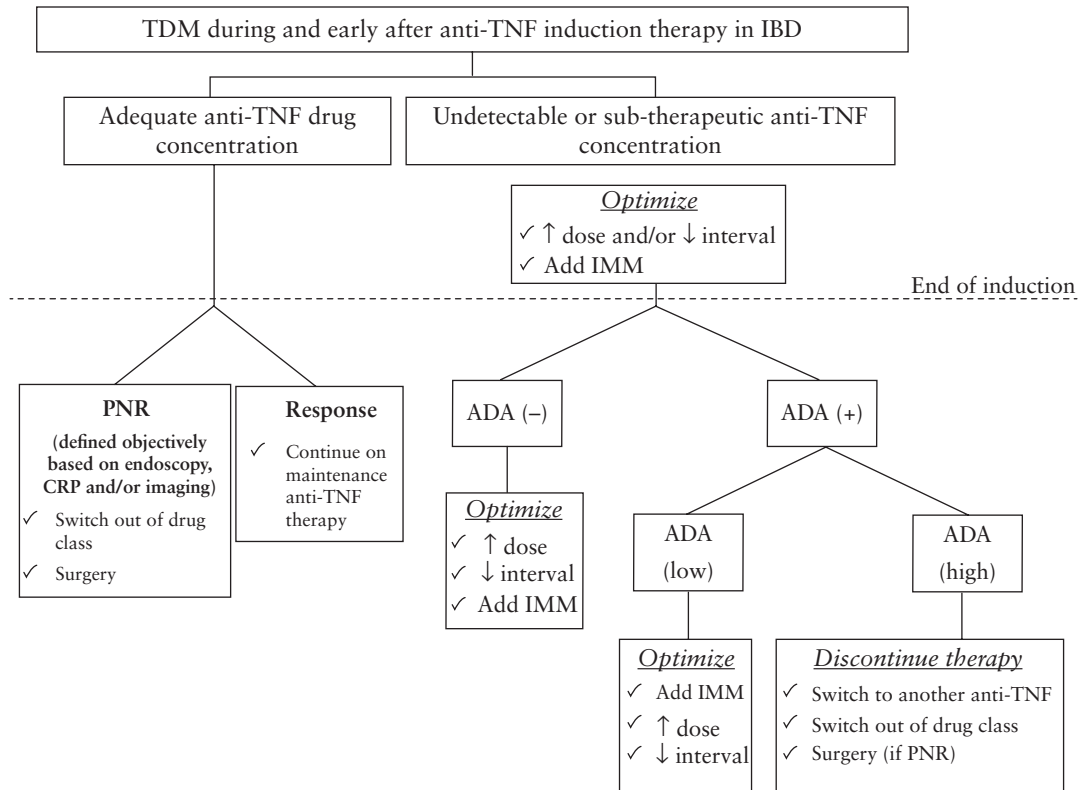 TDM during and early after anti-TNF induction therapy in IBD
Adequate anti-TNF drug
concentration
Undetectable or sub-therapeutic anti-TNF
concentration
Optimize
✓ ↑ dose and/or ↓ interval
✓ Add IMM
End of induction
PNR
(defined objectively
based on endoscopy,
CRP and/or imaging)
✓ Switch out of drug
class
✓ Surgery
Response
✓ Continue on
maintenance
anti-TNF
therapy
ADA (–)
Optimize
✓ ↑ dose
✓ ↓ interval
✓ Add IMM
ADA (+)
ADA
(low)
Optimize
✓ Add IMM
✓ ↑ dose
✓ ↓ interval
ADA
(high)
Discontinue therapy
✓ Switch to another anti-TNF
✓ Switch out of drug class
✓ Surgery (if PNR)